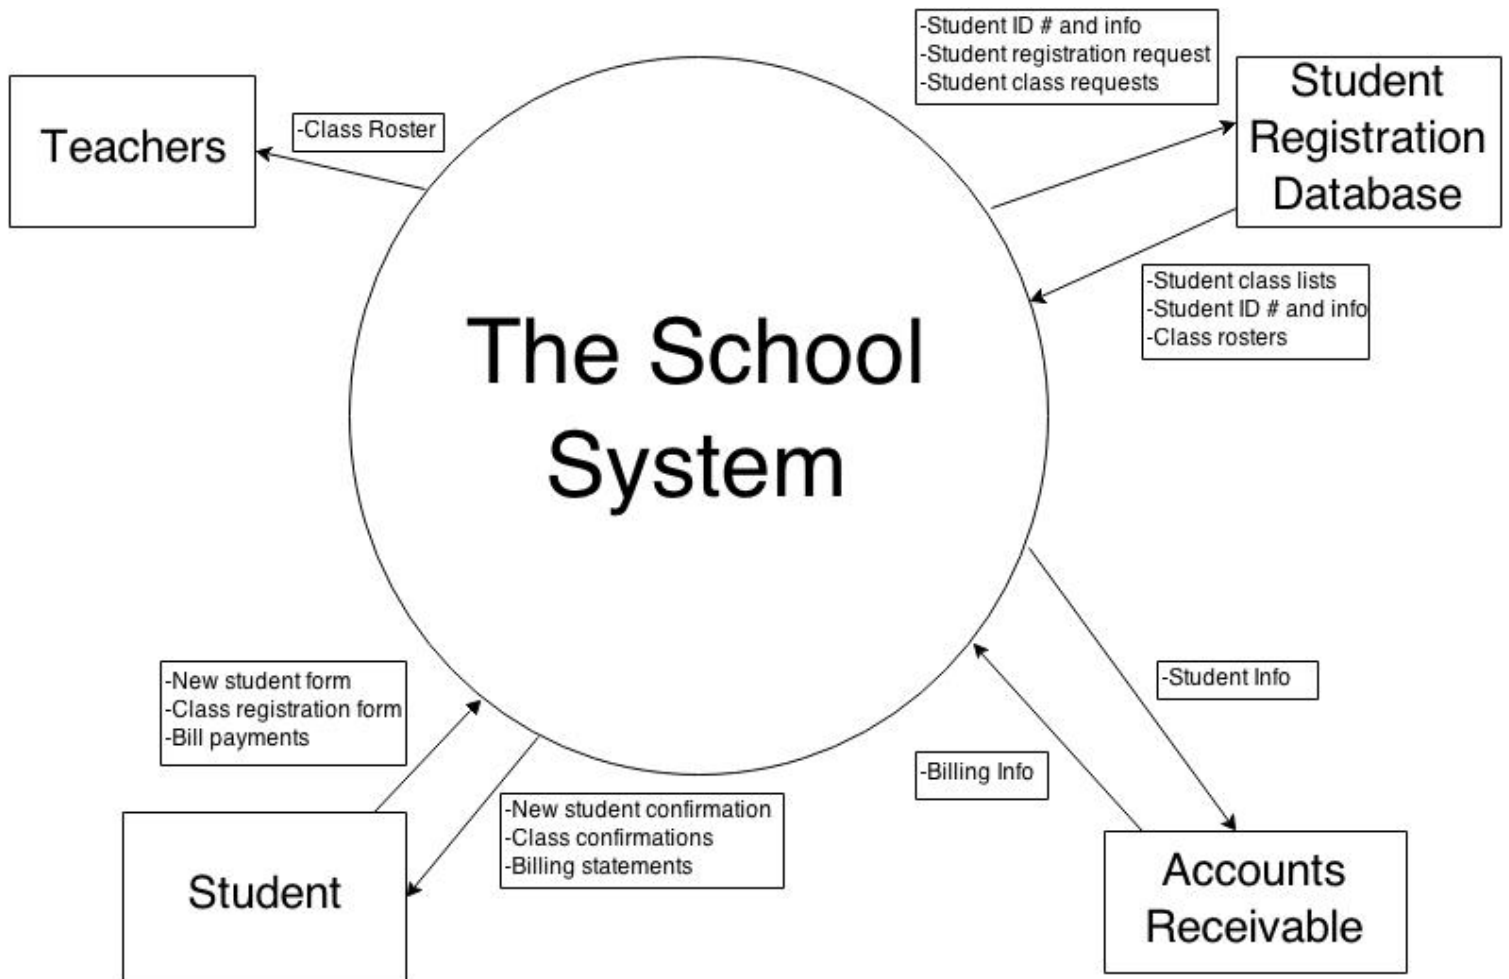 -Student ID # and info
-Student registration request
-Student class requests
Student
Registration
Database
Teachers
-Class Roster
-Student class lists
-Student ID # and info
-Class rosters
The School
System
-New student form
-Class registration form
-Bill payments
-Student Info
-Billing Info
-New student confirmation
-Class confirmations
-Billing statements
Student
Accounts
Receivable